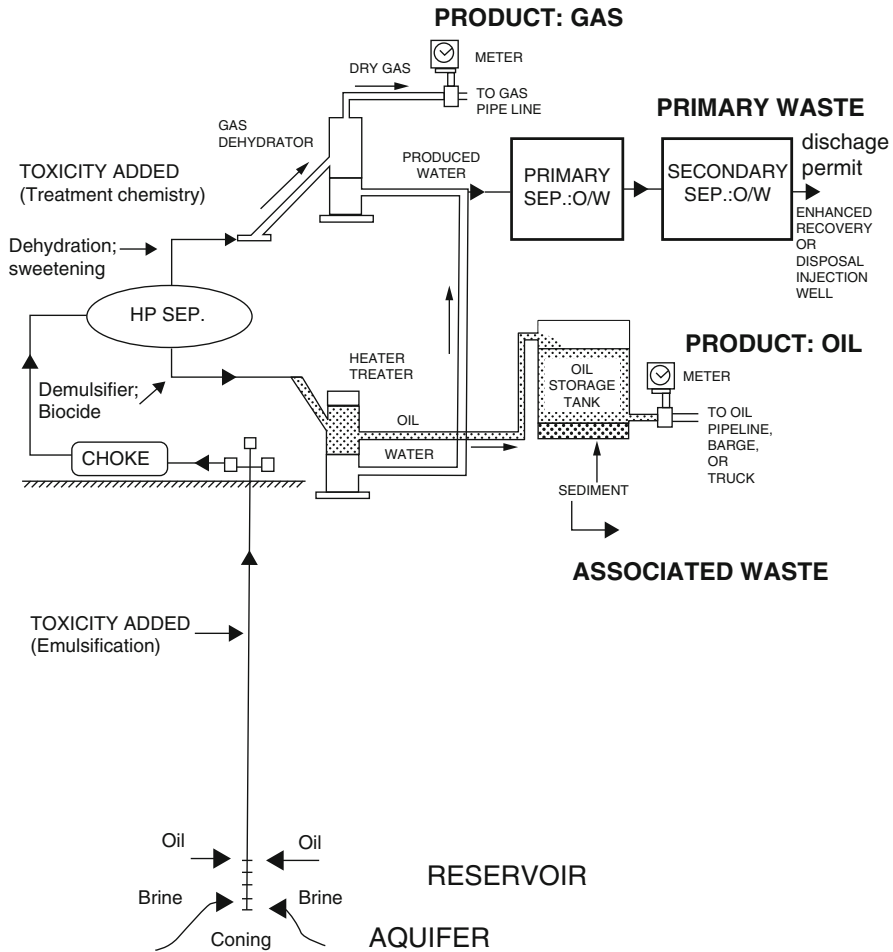 PRODUCT: GAS
METER
DRY GAS
TO GAS
PIPE LINE
GAS
DEHYDRATOR
PRIMARY WASTE
discharge
permit
PRODUCED
WATER
PRIMARY
SEP.:O/W
SECONDARY
SEP.:O/W
ENHANCED
RECOVERY
OR
DISPOSAL
INJECTION
WELL
TOXICITY ADDED
(Treatment chemistry)
Dehydration;
sweetening
HP SEP.
Demulsifier;
Biocide
HEATER
TREATER
OIL
WATER
OIL
STORAGE
TANK
PRODUCT: OIL
METER
TO OIL
PIPELINE,
BARGE,
OR
TRUCK
CHOKE
SEDIMENT
ASSOCIATED WASTE
TOXICITY ADDED
(Emulsification)
Oil
Oil
RESERVOIR
Brine
Brine
Coning
AQUIFER